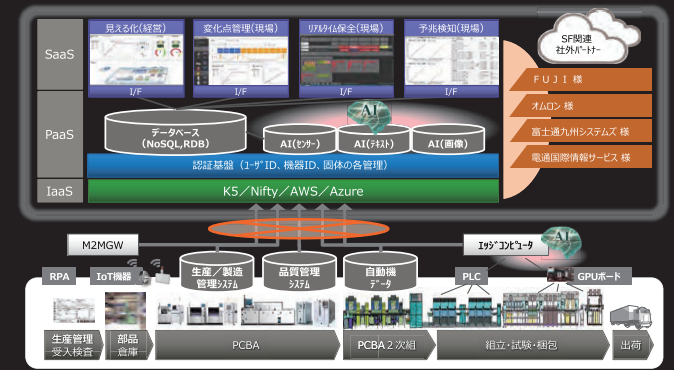 SaaS
見える化(経営)
変化点管理(現場)
ﾘｱﾙﾀｲﾑ保全(現場)
予兆検知(現場)
I/F
I/F
I/F
I/F
SF関連
社外ﾊﾟｰﾄﾅｰ
ＦＵＪＩ 様
オムロン 様
富士通九州システムズ 様
電通国際情報サービス 様
PaaS
データベース
（NoSQL,RDB）
AI
AI(ｾﾝｻｰ)
AI(ﾃｷｽﾄ)
AI(画像)
認証基盤（ﾕｰｻﾞID、機器ID、固体の各管理）
IaaS
K5／Nifty／AWS／Azure
M2MGW
ｴｯｼﾞｺﾝﾋﾟｭｰﾀ
AI
RPA
IoT機器
生産／製造
管理ｼｽﾃﾑ
品質管理
ｼｽﾃﾑ
自動機
ﾃﾞｰﾀ
PLC
GPUボード
生産管理
受入検査
部品
倉庫
PCBA
PCBA２次組
組立･試験･梱包
出荷